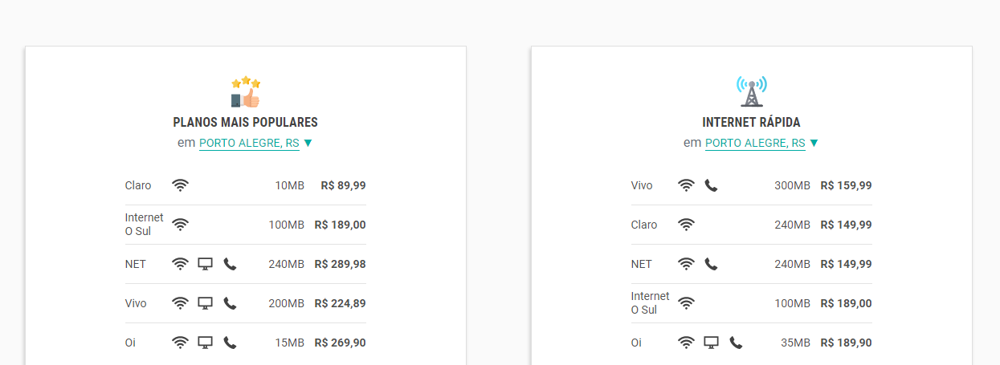 PLANOS MAIS POPULARES
em PORTO ALEGRE, RS ▼
Claro 10MB R$ 89,99
Internet
O Sul 100MB R$ 189,00
NET 240MB R$ 289,98
Vivo 200MB R$ 224,89
Oi 15MB R$ 269,90
INTERNET RÁPIDA
em PORTO ALEGRE, RS ▼
Vivo 300MB R$ 159,99
Claro 240MB R$ 149,99
NET 240MB R$ 149,99
Internet
O Sul 100MB R$ 189,00
Oi 35MB R$ 189,90